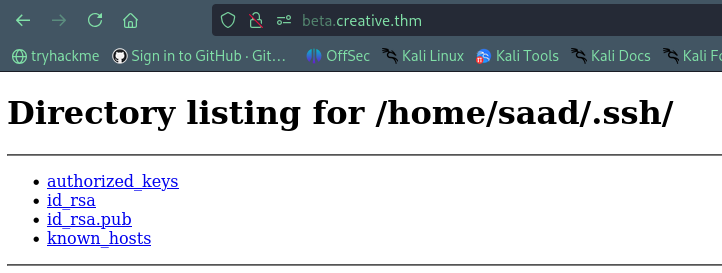 beta.creative.thm
tryhackme Sign in to GitHub · Git… OffSec Kali Linux Kali Tools Kali Docs Kali Fo
Directory listing for /home/saad/.ssh/
authorized_keys
id_rsa
id_rsa.pub
known_hosts